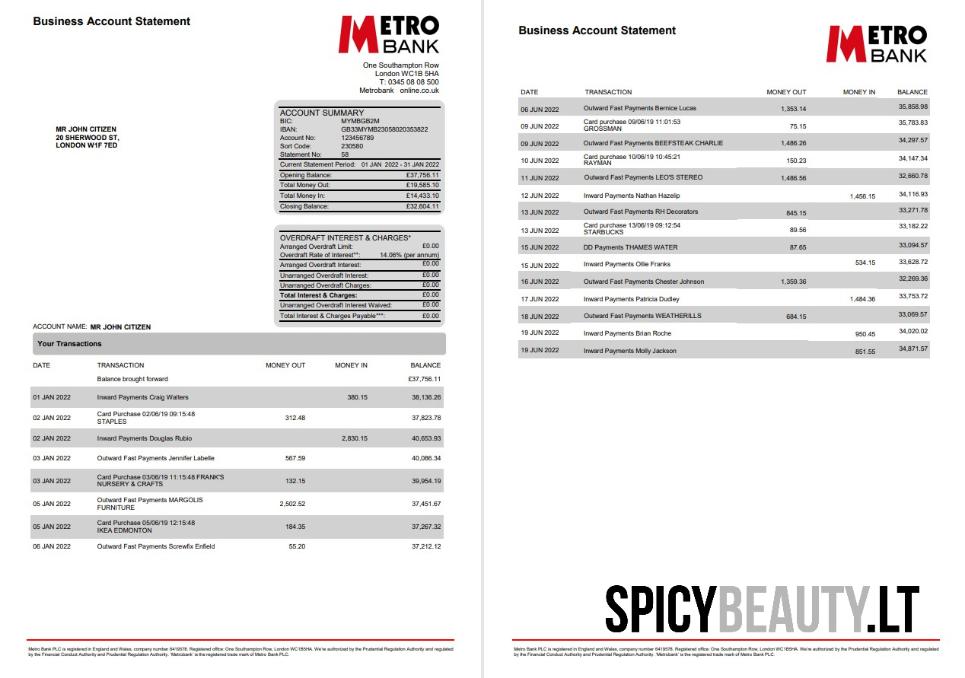 Business Account Statement
METRO
BANK
One Southampton Row
London WC1B 5HA
T: 0345 08 08 500
Metrobank online.co.uk
MR JOHN CITIZEN
20 SHERWOOD ST,
LONDON W1F 7ED
ACCOUNT SUMMARY
BIC: MYMBGB2M
IBAN: GB33MYMB23058020353822
Account No: 123456789
Sort Code: 230580
Statement No: 58
Current Statement Period: 01 JAN 2022 - 31 JAN 2022
Opening Balance: £37,756.11
Total Money Out: £19,585.10
Total Money In: £14,433.10
Closing Balance: £32,604.11
OVERDRAFT INTEREST & CHARGES*
Arranged Overdraft Limit: £0.00
Overdraft Rate of Interest**: 14.06% (per annum)
Arranged Overdraft Interest: £0.00
Unarranged Overdraft Interest: £0.00
Unarranged Overdraft Charges: £0.00
Total Interest & Charges: £0.00
Unarranged Overdraft Interest Waived: £0.00
Total Interest & Charges Payable***: £0.00
ACCOUNT NAME: MR JOHN CITIZEN
Your Transactions
DATE TRANSACTION MONEY OUT MONEY IN BALANCE
Balance brought forward £37,756.11
01 JAN 2022 Inward Payments Craig Walters 380.15 38,136.26
02 JAN 2022 Card Purchase 02/06/19 09:15:48 312.48 37,823.78
STAPLES
02 JAN 2022 Inward Payments Douglas Rubio 2,830.15 40,653.93
03 JAN 2022 Outward Fast Payments Jennifer Labelle 567.59 40,086.34
03 JAN 2022 Card Purchase 03/06/19 11:15:48 FRANK'S 132.15 39,954.19
NURSERY & CRAFTS
05 JAN 2022 Outward Fast Payments MARGOLIS 2,502.52 37,451.67
FURNITURE
05 JAN 2022 Card Purchase 05/06/19 12:15:48 184.35 37,267.32
IKEA EDMONTON
06 JAN 2022 Outward Fast Payments Screwfix Enfield 55.20 37,212.12
Metro Bank PLC is registered in England and Wales, company number 6419578. Registered office: One Southampton Row, London WC1B5HA. We're authorized by the Prudential Regulation Authority and regulated
by the Financial Conduct Authority and Prudential Regulation Authority. 'Metrobank' is the registered trade mark of Metro Bank PLC.
Business Account Statement
METRO
BANK
DATE TRANSACTION MONEY OUT MONEY IN BALANCE
06 JUN 2022 Outward Fast Payments Bernice Lucas 1,353.14 35,858.98
09 JUN 2022 Card purchase 09/06/19 11:01:53 75.15 35,783.83
GROSSMAN
09 JUN 2022 Outward Fast Payments BEEFSTEAK CHARLIE 1,486.26 34,297.57
10 JUN 2022 Card purchase 10/06/19 10:45:21 150.23 34,147.34
RAYMAN
11 JUN 2022 Outward Fast Payments LEO'S STEREO 1,486.56 32,660.78
12 JUN 2022 Inward Payments Nathan Hazelip 1,456.15 34,116.93
13 JUN 2022 Outward Fast Payments RH Decorators 845.15 33,271.78
13 JUN 2022 Card purchase 13/06/19 09:12:54 89.56 33,182.22
STARBUCKS
15 JUN 2022 DD Payments THAMES WATER 87.65 33,094.57
15 JUN 2022 Inward Payments Ollie Franks 534.15 33,628.72
16 JUN 2022 Outward Fast Payments Chester Johnson 1,359.36 32,269.36
17 JUN 2022 Inward Payments Patricia Dudley 1,484.36 33,753.72
18 JUN 2022 Outward Fast Payments WEATHERILLS 684.15 33,069.57
19 JUN 2022 Inward Payments Brian Roche 950.45 34,020.02
19 JUN 2022 Inward Payments Molly Jackson 851.55 34,871.57
SPICYBEAUTY.LT
Metro Bank PLC is registered in England and Wales, company number 6419578. Registered office: One Southampton Row, London WC1B5HA. We're authorized by the Prudential Regulation Authority and regulated
by the Financial Conduct Authority and Prudential Regulation Authority. 'Metrobank' is the registered trade mark of Metro Bank PLC.